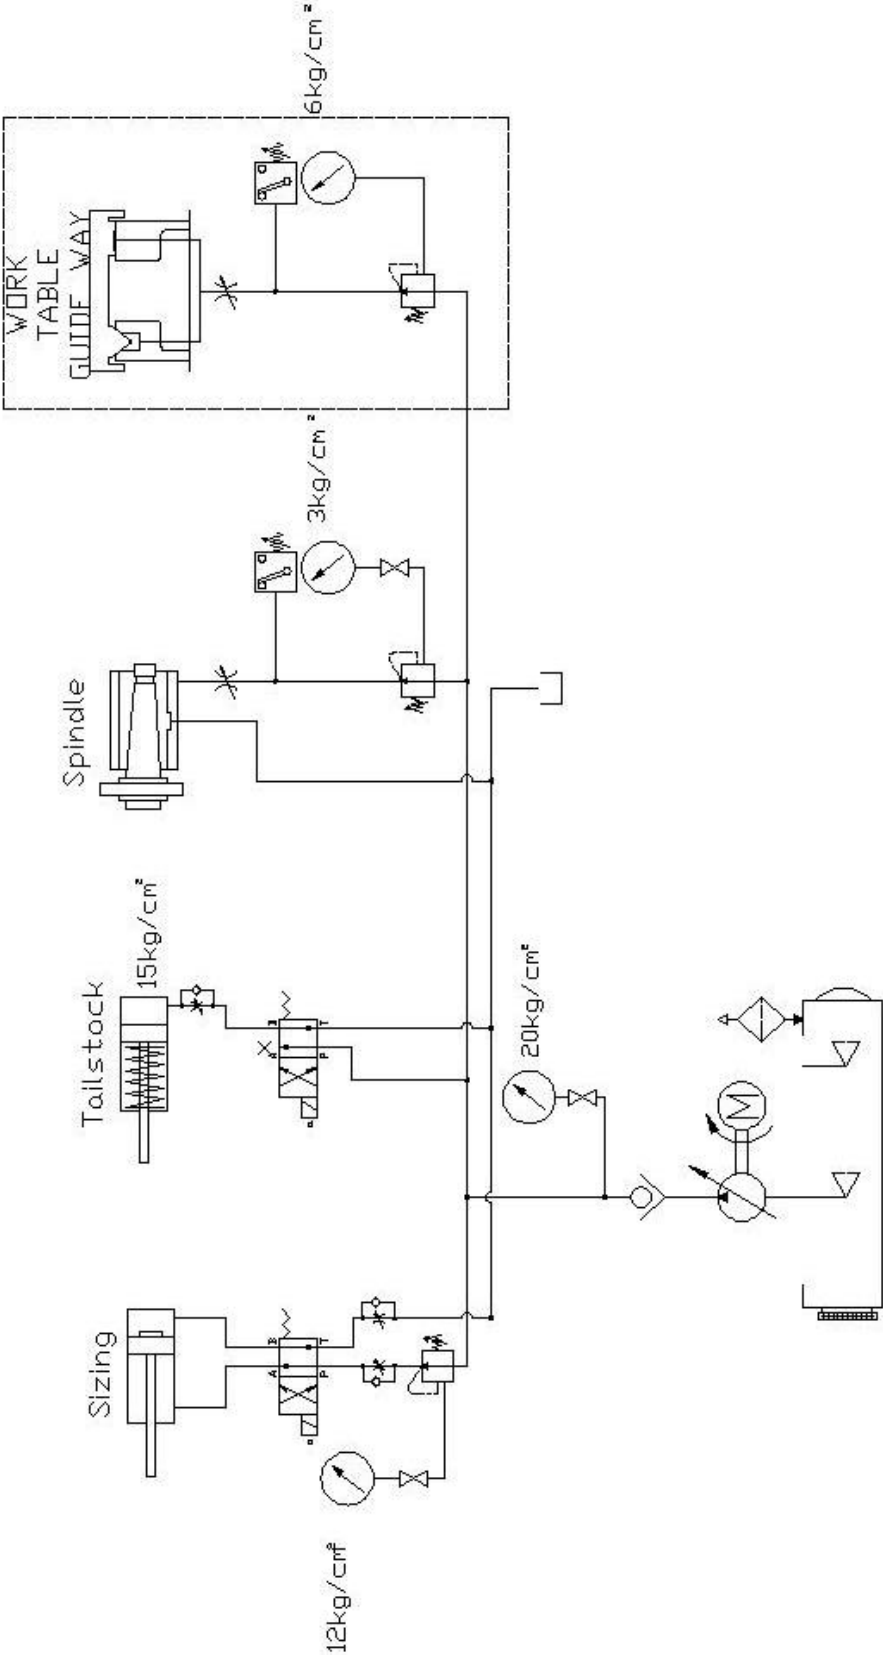 Sizing
12kg/cm²
A
B
P
T
a
Tailstock
15kg/cm²
A
B
P
T
a
20kg/cm²
M
Spindle
3kg/cm²
WORK
TABLE
GUIDE WAY
6kg/cm²